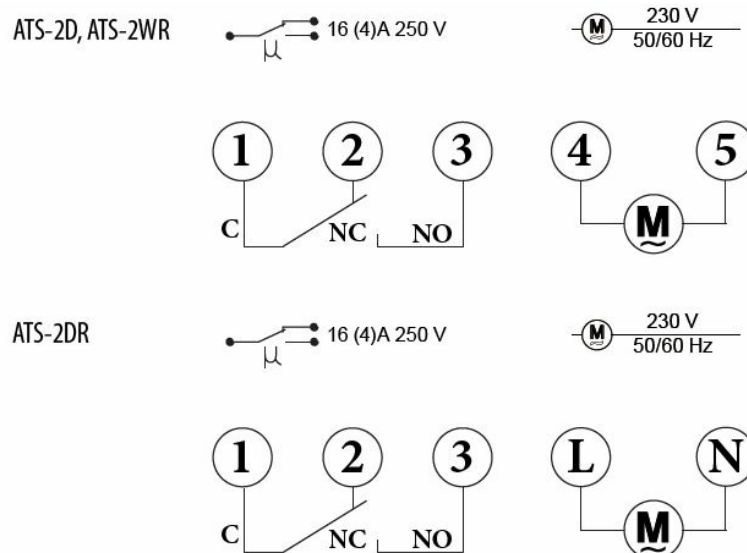 ATS-2D, ATS-2WR
µ
16 (4)A 250 V
M
230 V
50/60 Hz
1 2 3 4 5
C NC NO M
ATS-2DR
µ
16 (4)A 250 V
M
230 V
50/60 Hz
1 2 3 L N
C NC NO M